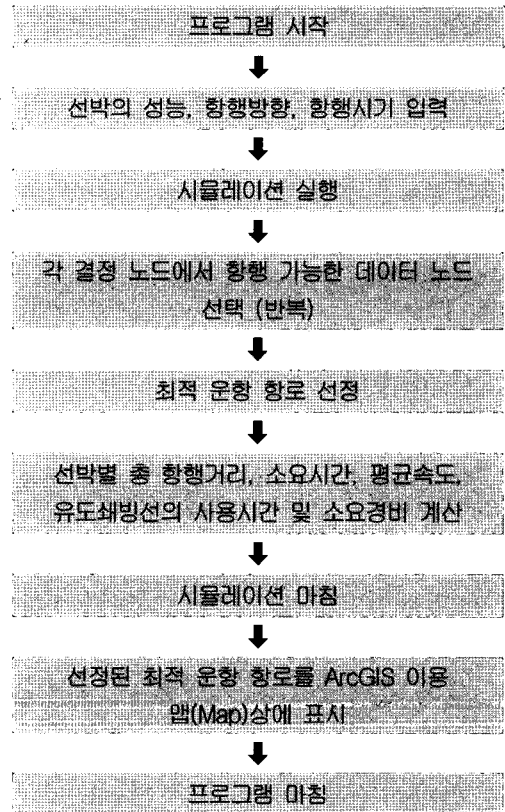 프로그램 시작
선박의 성능, 항행방향, 항행시기 입력
시뮬레이션 실행
각 결정 노드에서 항행 가능한 데이터 노드
선택 (반복)
최적 운항 항로 선정
선박별 총 항행거리, 소요시간, 평균속도,
유도쇄빙선의 사용시간 및 소요경비 계산
시뮬레이션 마침
선정된 최적 운항 항로를 ArcGIS 이용
맵(Map)상에 표시
프로그램 마침